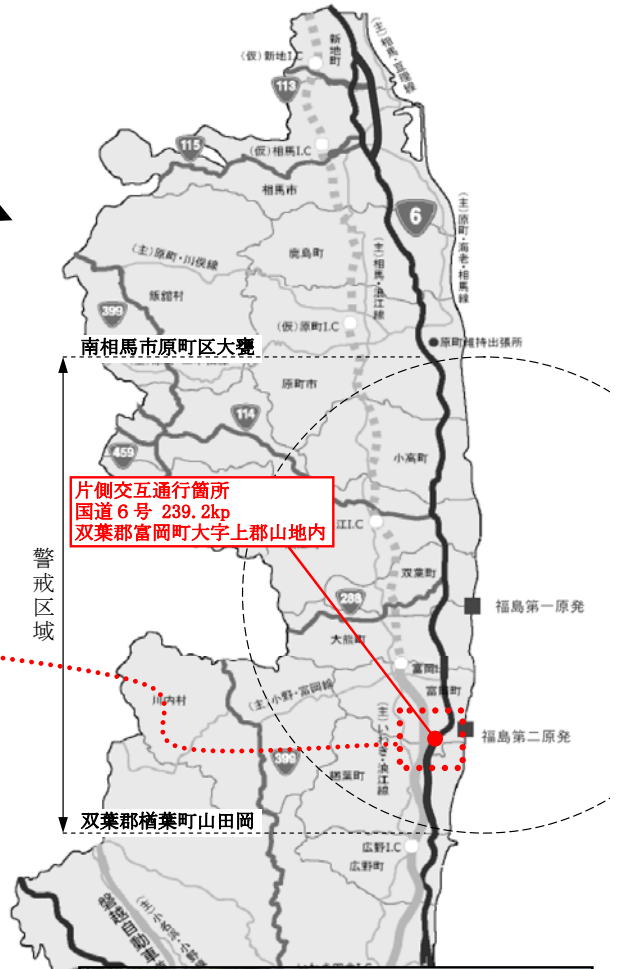 (主)相馬・亘理線
新地町
(仮)新地I.C
113
115
(仮)相馬I.C
相馬市
6
(主)原町・海老・相馬線
(主)原町・川俣線
鹿島町
(主)相馬・浪江線
飯舘村
399
(仮)原町I.C
原町維持出張所
南相馬市原町区大甕
原町市
114
459
小高町
片側交互通行箇所
国道6号 239.2kp
双葉郡富岡町大字上郡山地内
江I.C
警戒区域
双葉町
288
福島第一原発
大熊町
富岡I.
富岡町
川内村
(主)小野・富岡線
福島第二原発
399
楢葉町
双葉郡楢葉町山田岡
広野I.C
広野町